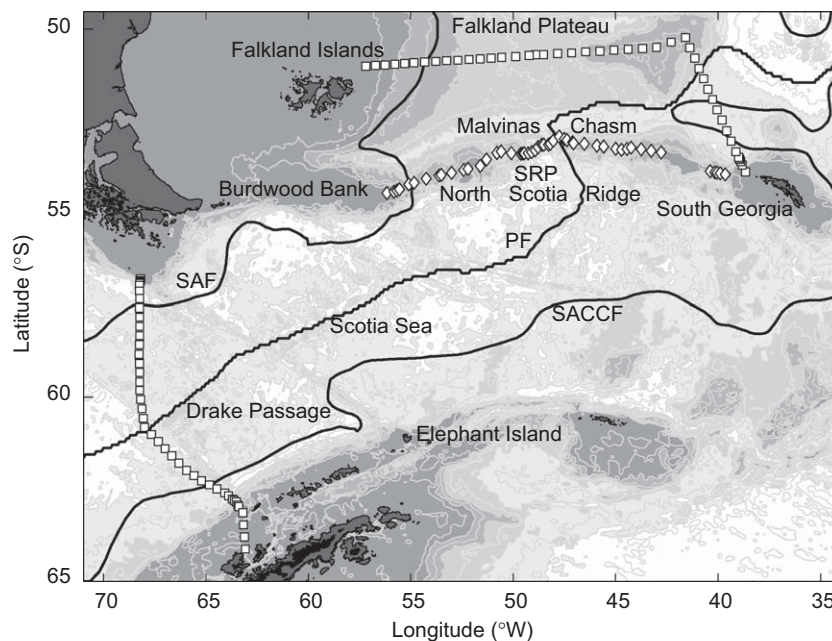 50
Falkland Plateau
Falkland Islands
Malvinas Chasm
SRP
Burdwood Bank
North Scotia Ridge
55
South Georgia
PF
SAF
SACCF
Scotia Sea
60
Drake Passage
Elephant Island
65
70 65 60 55 50 45 40 35
Latitude (°S)
Longitude (°W)